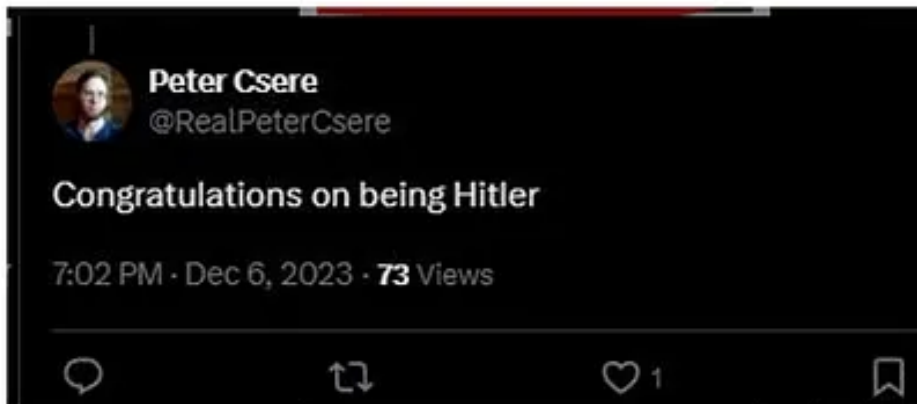 Peter Csere
@RealPeterCsere
Congratulations on being Hitler
7:02 PM · Dec 6, 2023 · 73 Views
1